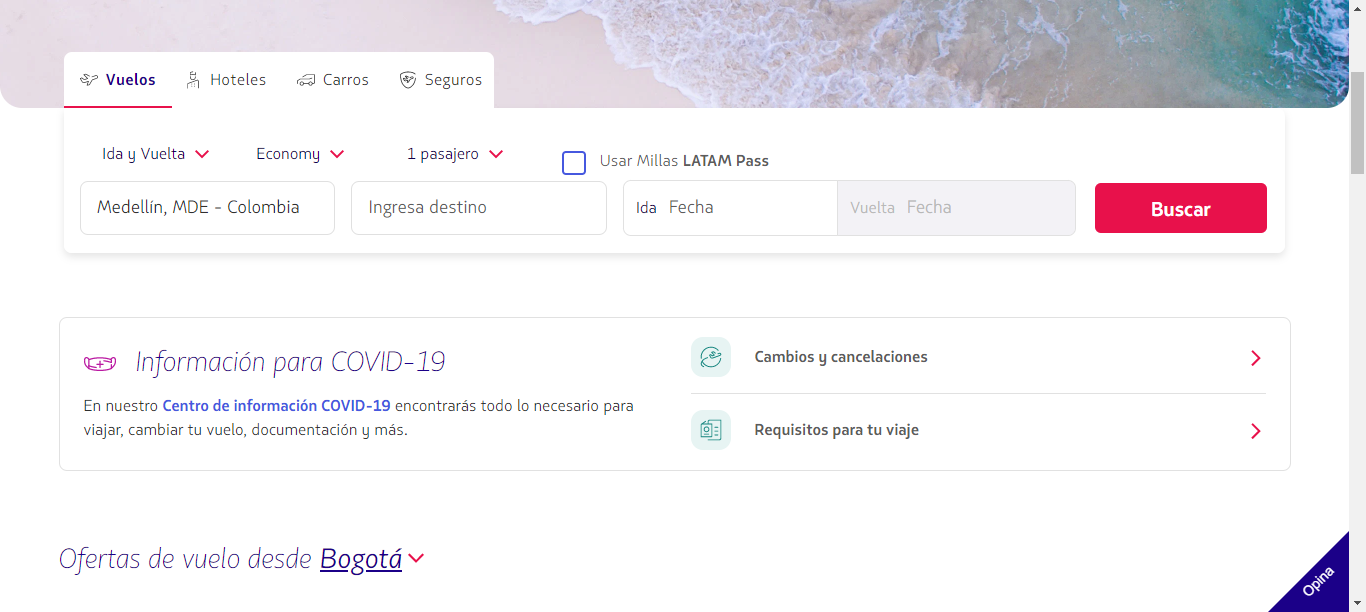 Vuelos Hoteles Carros Seguros
Ida y Vuelta Economy 1 pasajero Usar Millas LATAM Pass
Medellín, MDE - Colombia Ingresa destino Ida Fecha Vuelta Fecha Buscar
Información para COVID-19
En nuestro Centro de información COVID-19 encontrarás todo lo necesario para
viajar, cambiar tu vuelo, documentación y más.
Cambios y cancelaciones
Requisitos para tu viaje
Ofertas de vuelo desde Bogotá
Opina